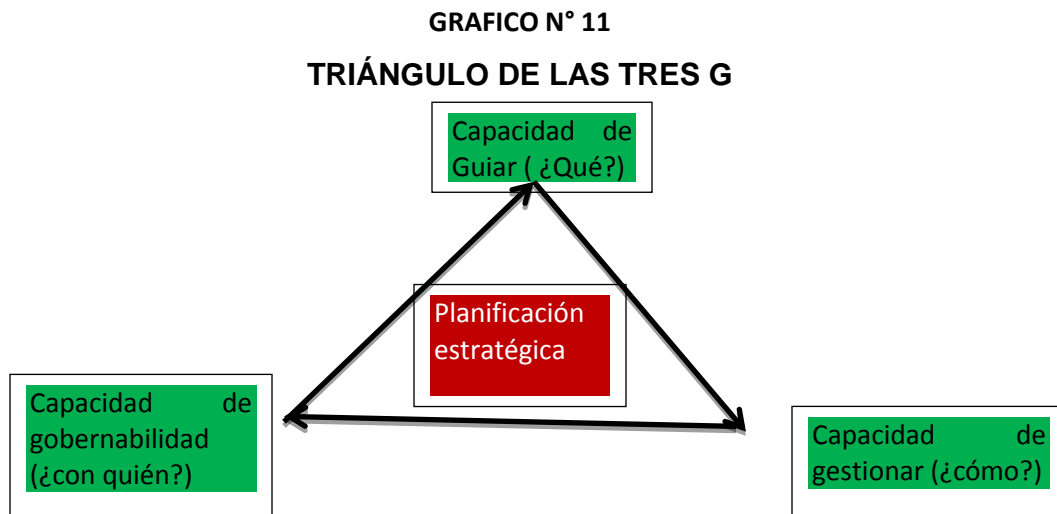 GRAFICO N° 11
TRIÁNGULO DE LAS TRES G
Capacidad de
Guiar ( ¿Qué?)
Planificación
estratégica
Capacidad de
gobernabilidad
(¿con quién?)
Capacidad de
gestionar (¿cómo?)